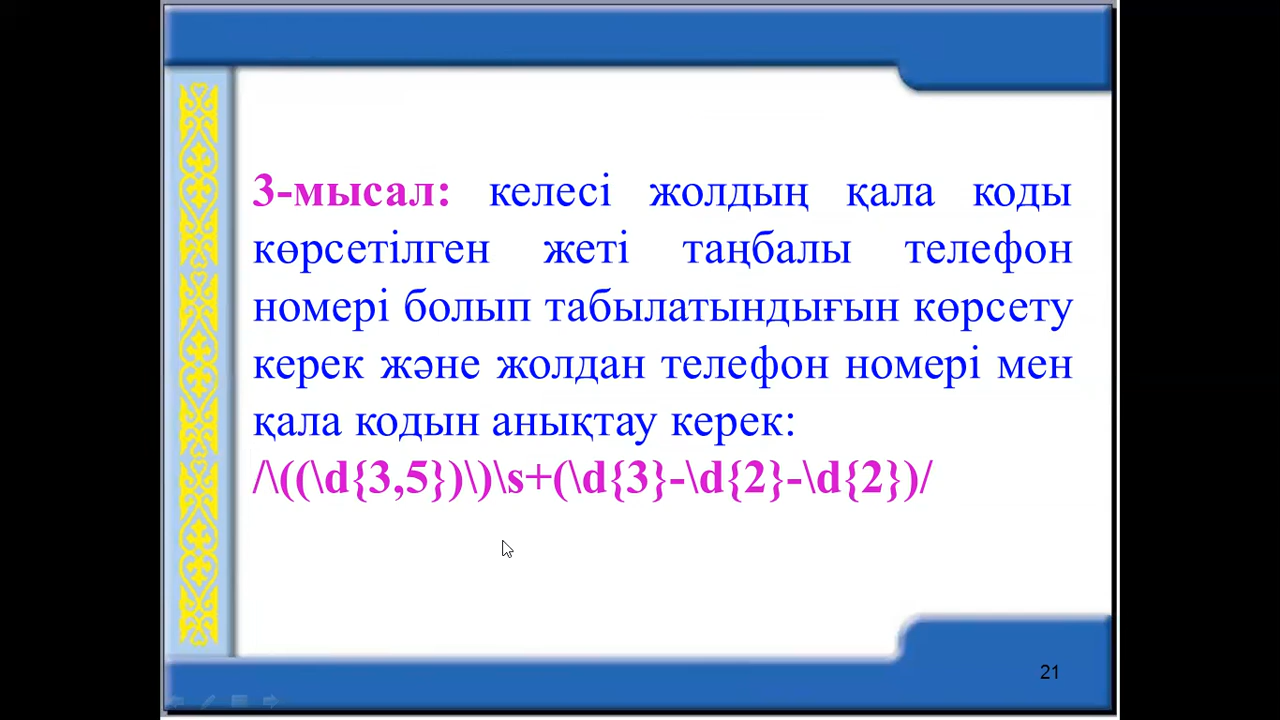 3-мысал: келесі жолдың қала коды
көрсетілген жеті таңбалы телефон
номері болып табылатындығын көрсету
керек және жолдан телефон номері мен
қала кодын анықтау керек:
/\((\d{3,5})\)\s+(\d{3}-\d{2}-\d{2})/
21